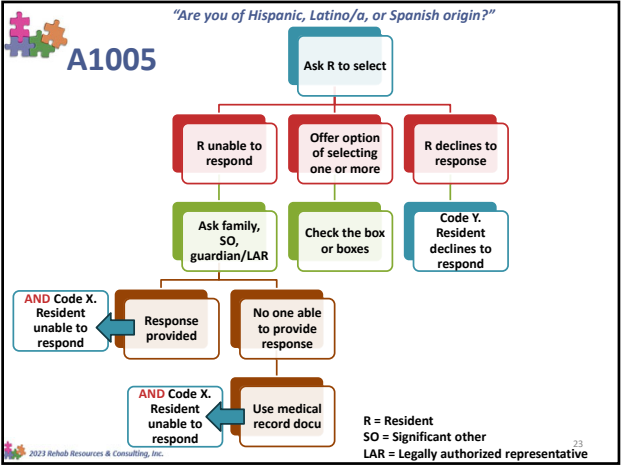 “Are you of Hispanic, Latino/a, or Spanish origin?”
A1005
Ask R to select
R unable to
respond
Offer option
of selecting
one or more
R declines to
response
Ask family,
SO,
guardian/LAR
Check the box
or boxes
Code Y.
Resident
declines to
respond
AND Code X.
Resident
unable to
respond
Response
provided
No one able
to provide
response
AND Code X.
Resident
unable to
respond
Use medical
record docu
R = Resident
SO = Significant other
LAR = Legally authorized representative
23
2023 Rehab Resources & Consulting, Inc.